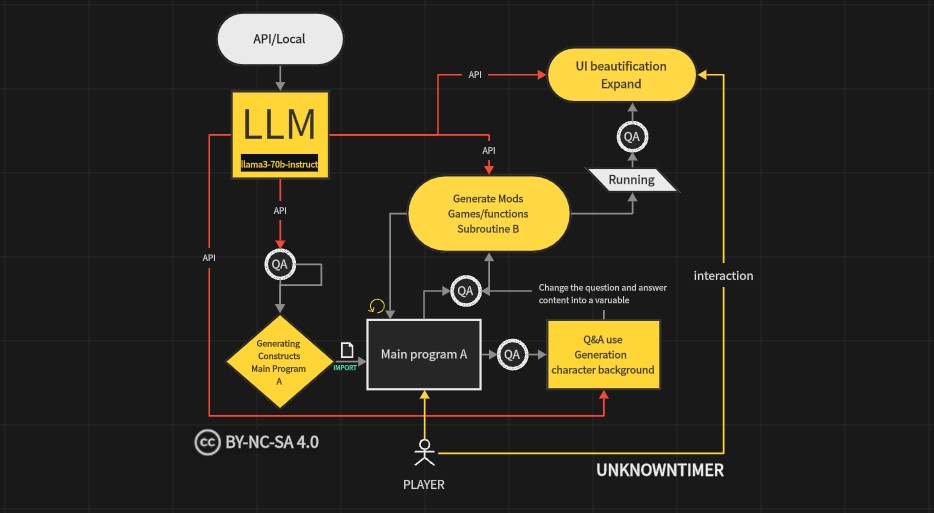 API/Local
LLM
llama3-70b-instruct
API
UI beautification
Expand
QA
API
Running
API
Generate Mods
Games/functions
Subroutine B
API
QA
interaction
QA
Change the question and answer
content into a varuable
Generating
Constructs
Main Program
A
IMPORT
Main program A
QA
Q&A use
Generation
character background
cc BY-NC-SA 4.0
PLAYER
UNKNOWNTIMER